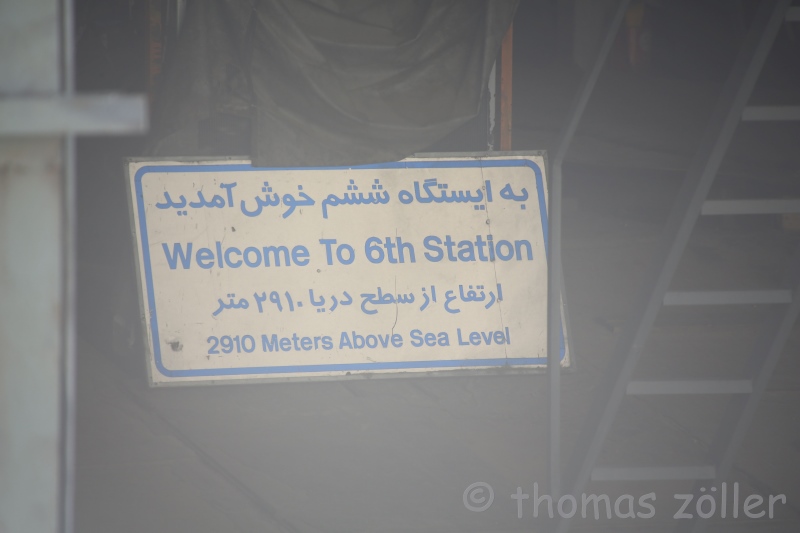 به ایستگاه ششم خوش آمدید
Welcome To 6th Station
ارتفاع از سطح دریا ۲۹۱۰ متر
2910 Meters Above Sea Level
© thomas zöller